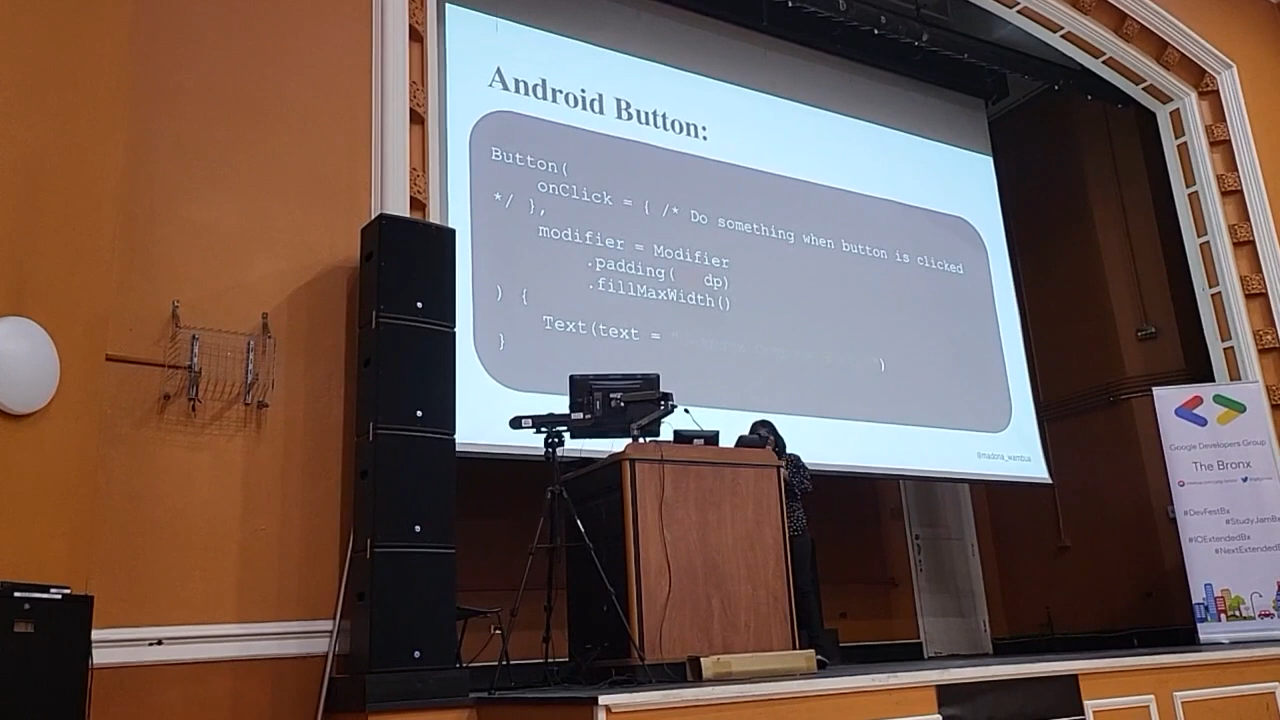 Android Button:
Button(
onClick = { /* Do something when button is clicked
*/ },
modifier = Modifier
.padding( dp)
.fillMaxWidth()
) {
Text(text = )
}
@madona_wambua
Google Developers Group
The Bronx
#DevFestBx
#StudyJamBx
#IOExtendedBx
#NextExtendedB